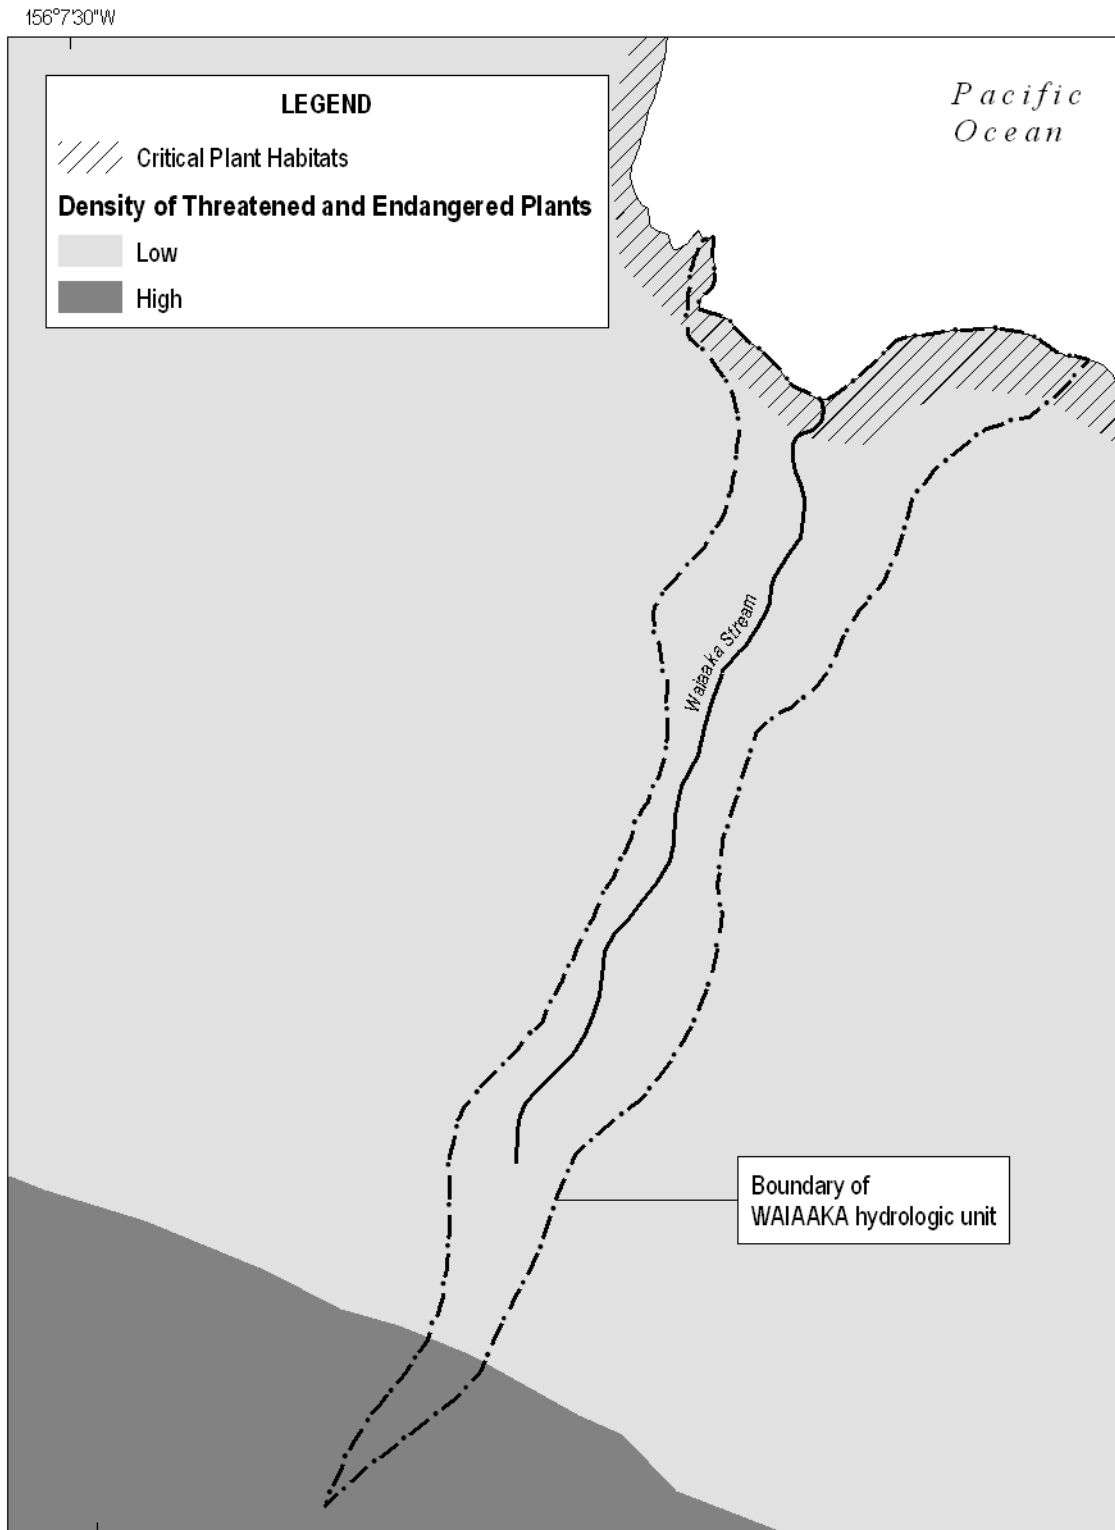 156°7'30"W
Pacific
Ocean
LEGEND
Critical Plant Habitats
Density of Threatened and Endangered Plants
Low
High
Waiaaka Stream
Boundary of
WAIAAKA hydrologic unit